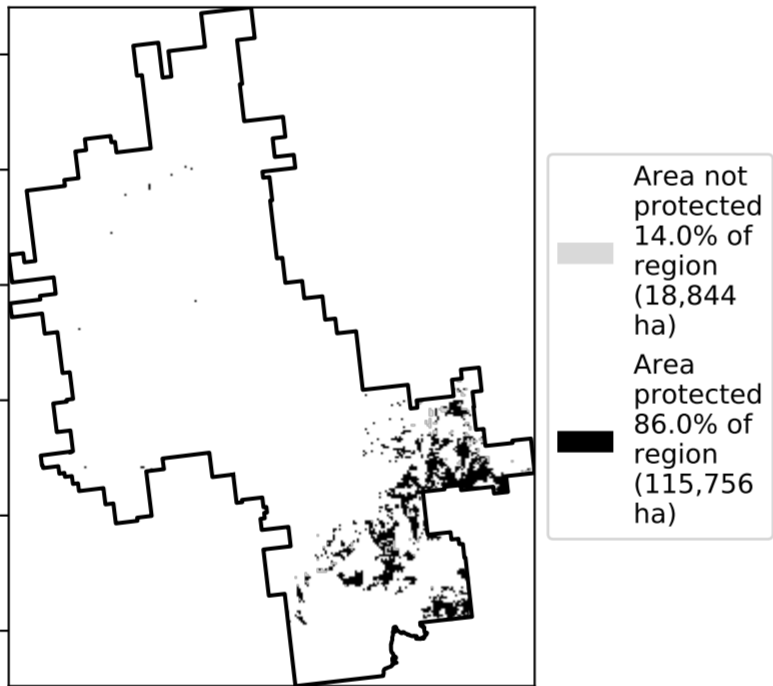 Area not
protected
14.0% of
region
(18,844
ha)
Area
protected
86.0% of
region
(115,756
ha)